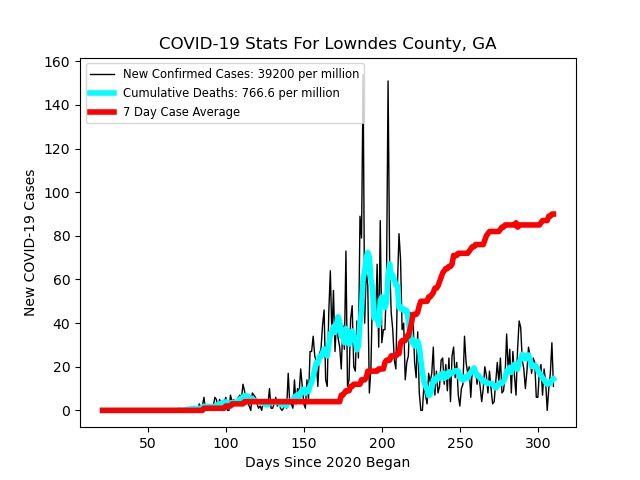 COVID-19 Stats For Lowndes County, GA
New Confirmed Cases: 39200 per million
Cumulative Deaths: 766.6 per million
7 Day Case Average
New COVID-19 Cases
160
140
120
100
80
60
40
20
0
50
100
150
200
250
300
Days Since 2020 Began